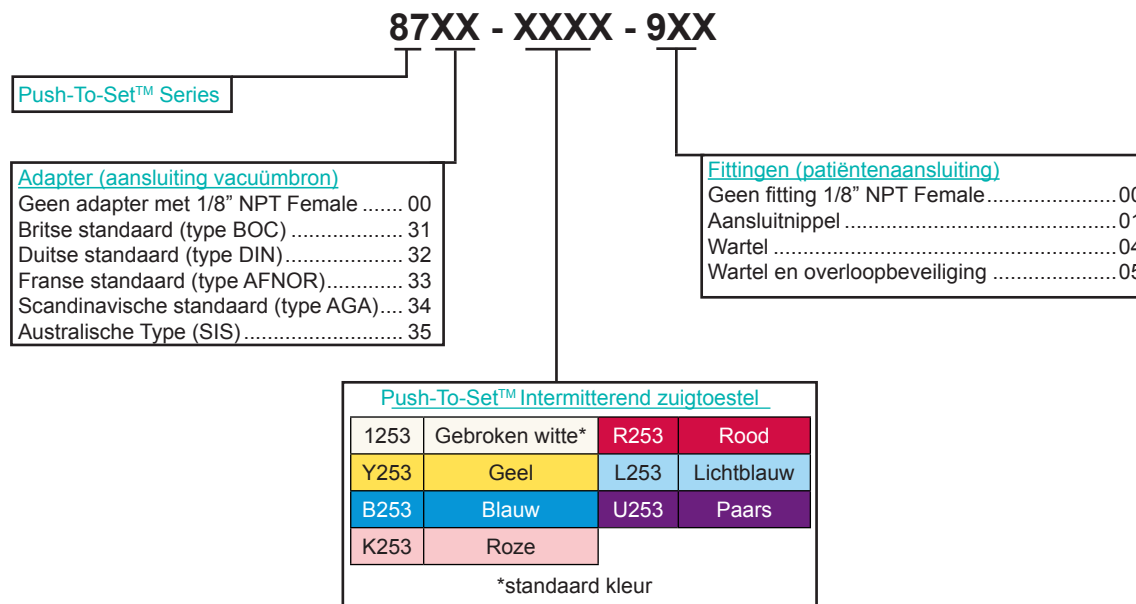 87XX - XXXX - 9XX
Push-To-Set™ Series
Adapter (aansluiting vacuümbron)
Geen adapter met 1/8” NPT Female ....... 00
Britse standaard (type BOC) .................... 31
Duitse standaard (type DIN)..................... 32
Franse standaard (type AFNOR).............. 33
Scandinavische standaard (type AGA).... 34
Australische Type (SIS) ............................ 35
Fittingen (patiëntenaansluiting)
Geen fitting 1/8” NPT Female........................00
Aansluitnippel ..................................................01
Wartel ...............................................................04
Wartel en overloopbeveiliging .......................05
Push-To-Set™ Intermitterend zuigtoestel
1253 Gebroken witte* R253 Rood
Y253 Geel L253 Lichtblauw
B253 Blauw U253 Paars
K253 Roze
*standaard kleur